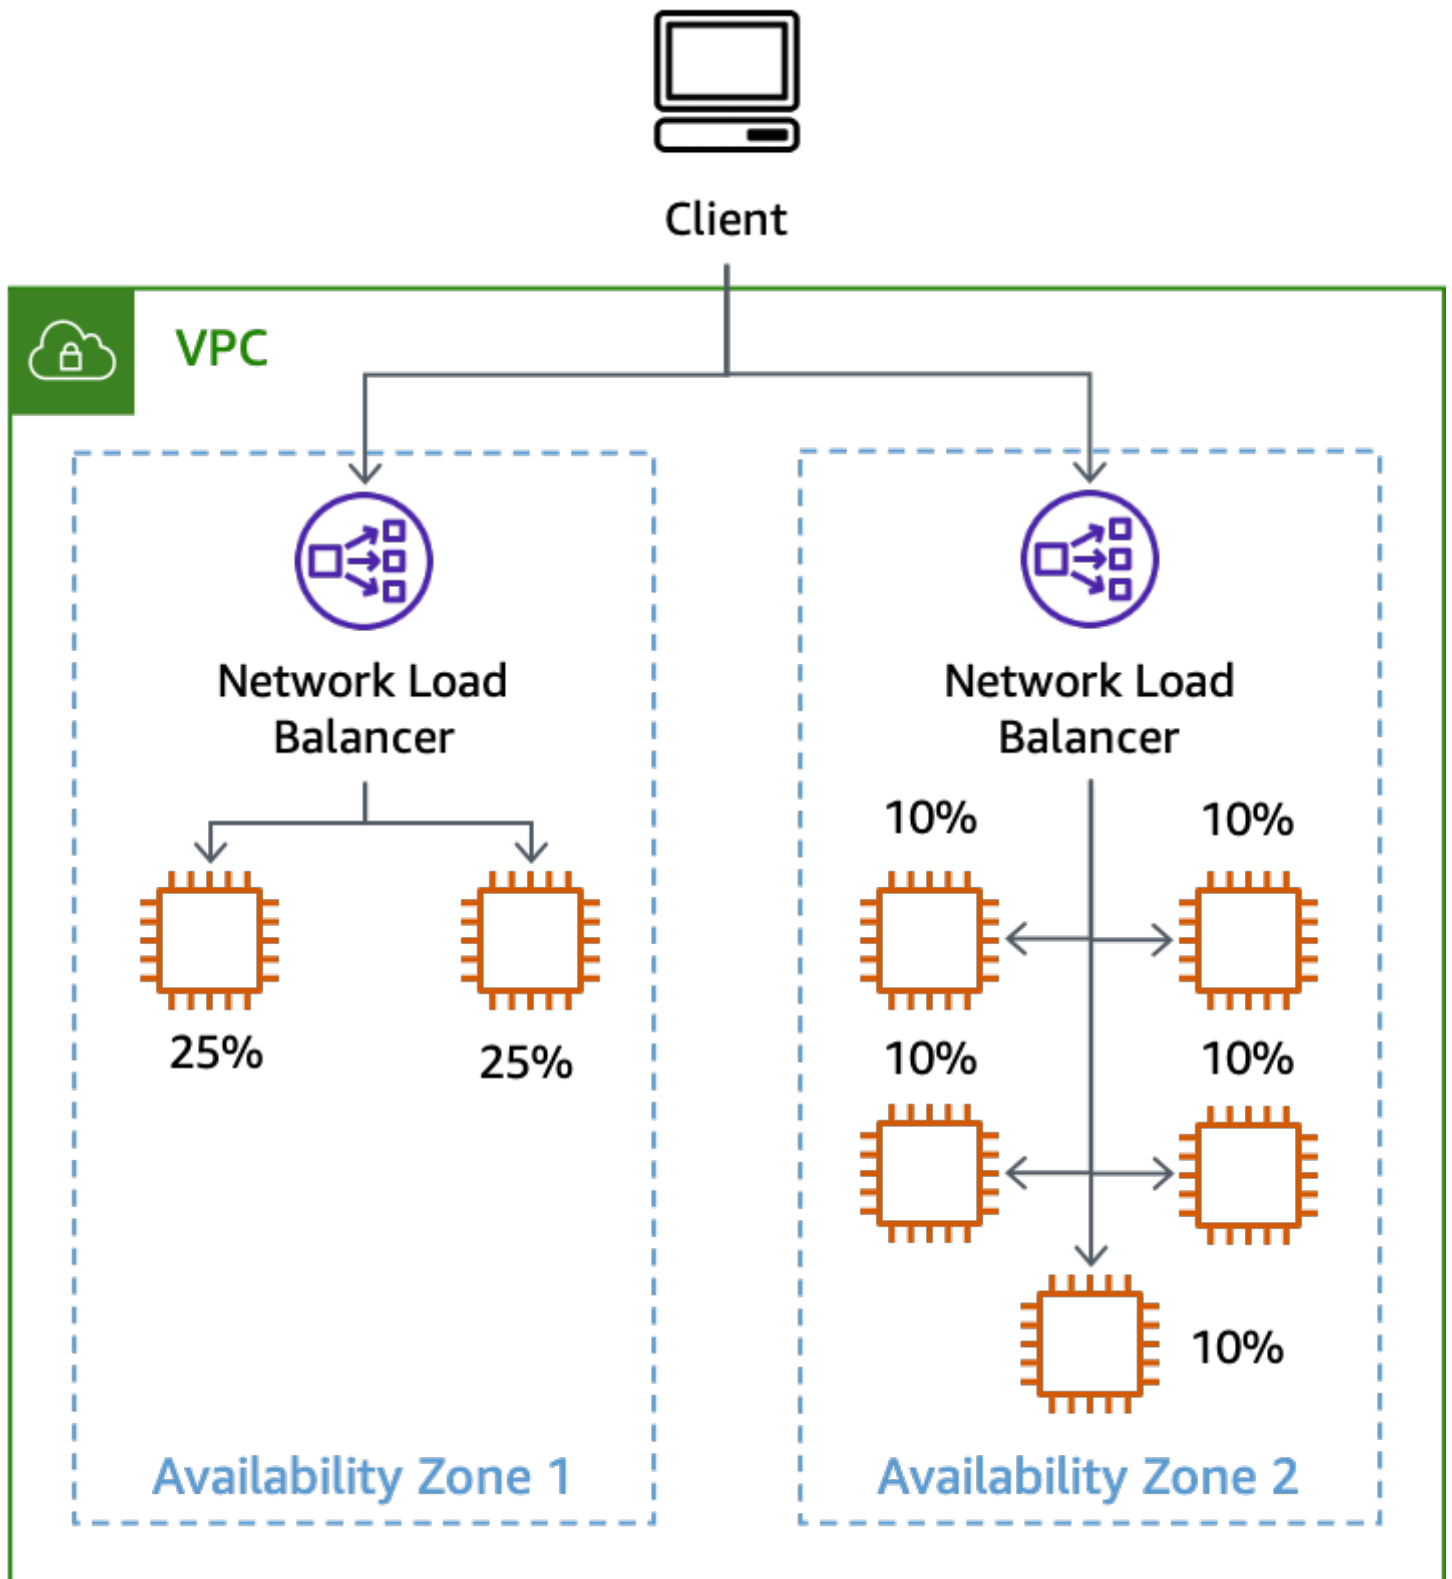 Client
VPC
Network Load
Balancer
25%
25%
Availability Zone 1
Network Load
Balancer
10%
10%
10%
10%
10%
Availability Zone 2